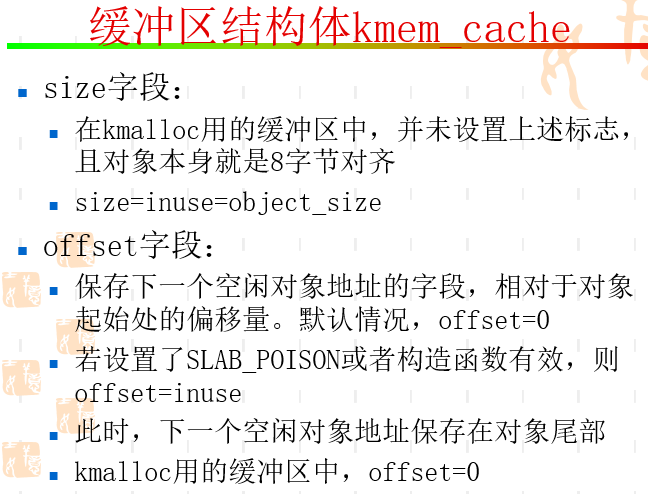 缓冲区结构体kmem_cache
size字段：
在kmalloc用的缓冲区中，并未设置上述标志，
且对象本身就是8字节对齐
size=inuse=object_size
offset字段：
保存下一个空闲对象地址的字段，相对于对象
起始处的偏移量。默认情况，offset=0
若设置了SLAB_POISON或者构造函数有效，则
offset=inuse
此时，下一个空闲对象地址保存在对象尾部
kmalloc用的缓冲区中，offset=0